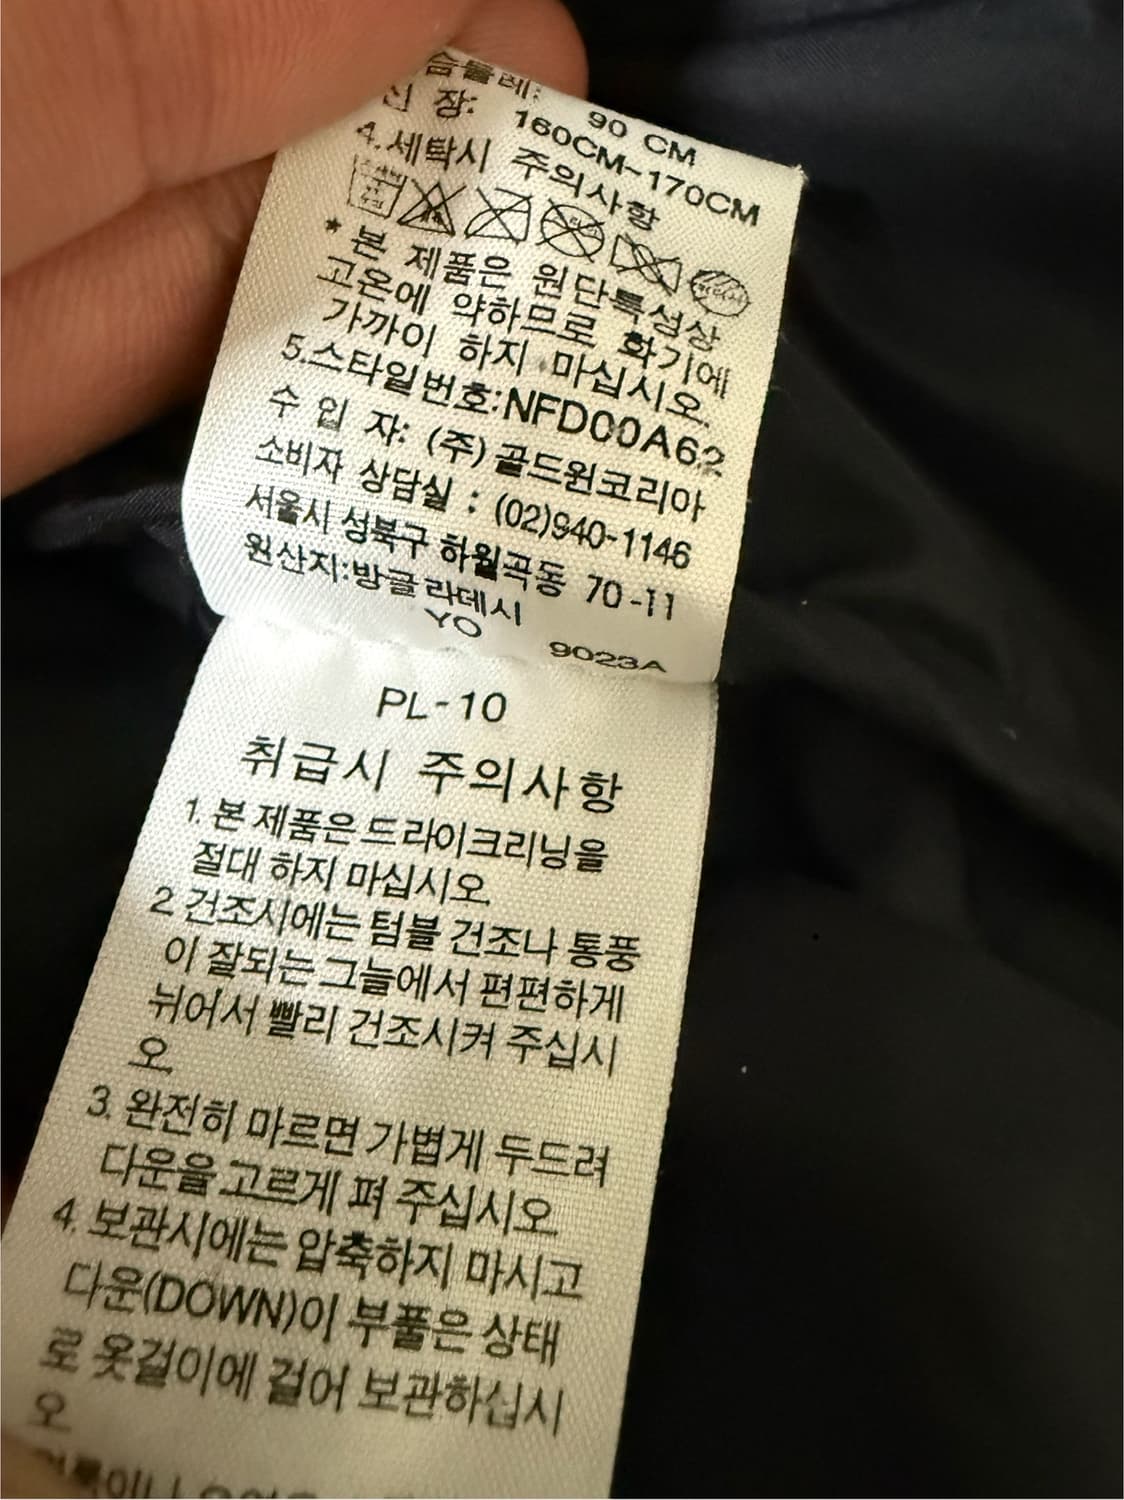 슴둘레: 90 CM
신 장: 160CM~170CM
4.세탁시 주의사항
* 본 제품은 원단특성상
고온에 약하므로 화기에
가까이 하지 마십시오.
5.스타일번호:NFD00A62
수 입 자: (주) 골드윈코리아
소비자 상담실 : (02)940-1146
서울시 성북구 하월곡동 70-11
원산지:방글라데시
YO 9023A
PL-10
취급시 주의사항
1. 본 제품은 드라이크리닝을
절대 하지 마십시오.
2 건조시에는 텀블 건조나 통풍
이 잘되는 그늘에서 편편하게
뉘어서 빨리 건조시켜 주십시
오.
3. 완전히 마르면 가볍게 두드려
다운을 고르게 펴 주십시오.
4. 보관시에는 압축하지 마시고
다운(DOWN)이 부풀은 상태
로 옷걸이에 걸어 보관하십시
오